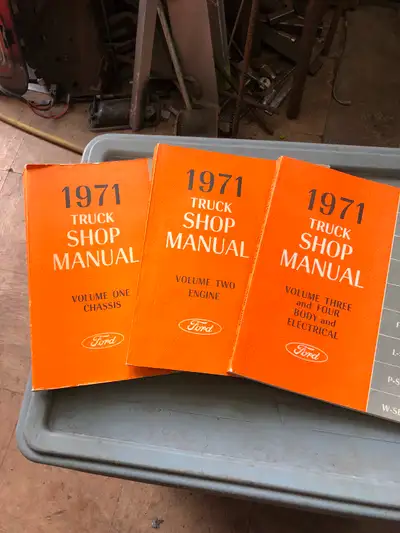 1971
TRUCK
SHOP
MANUAL
VOLUME ONE
CHASSIS
Ford
1971
TRUCK
SHOP
MANUAL
VOLUME TWO
ENGINE
Ford
1971
TRUCK
SHOP
MANUAL
VOLUME THREE
and FOUR
BODY and
ELECTRICAL
Ford
F
L-
P-S
W-SE